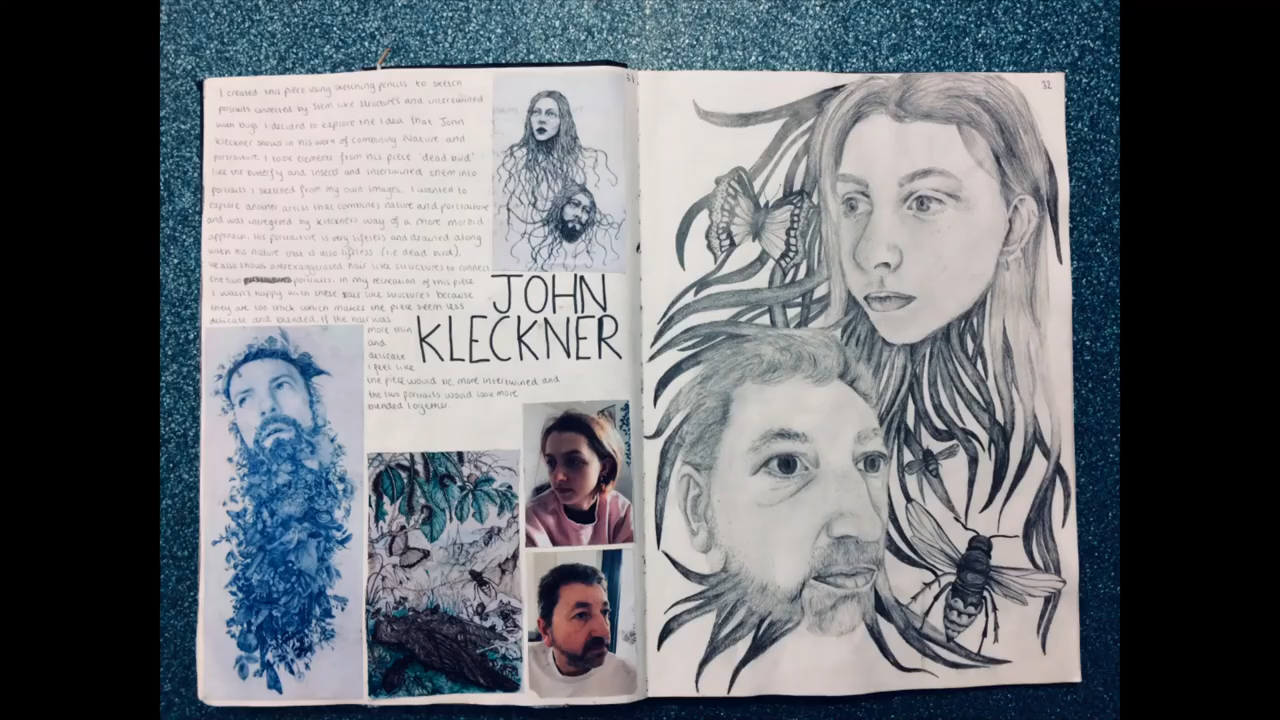 I created this piece using sketching pencils to sketch
portraits connected by stem like structures and intertwined
with bugs. I decided to explore the idea that John
Kleckner shows in his work of combining Nature and
portraiture. I took elements from his piece 'dead bird'
like the butterfly and insects and intertwined them into
portraits I sketched from my own images. I wanted to
explore another artist that combines nature and portraiture
and was by Kleckner's way of a more morbid
approach. His portraiture is very lifeless and drained along
with his nature that is also lifeless (i.e dead bird).
He also shows overexaggerated hair like structures to connect
the two portraits. In my recreation of this piece
I wasn't happy with these hair like structures because
they are too thick which makes the piece seem less
delicate and blended. If the hair was
more thin
and
delicate
I feel like
the piece would be more intertwined and
the two portraits would look more
blended together.
JOHN
KLECKNER
31
32